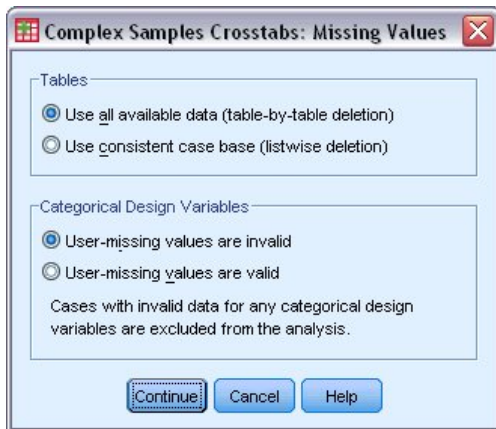 Complex Samples Crosstabs: Missing Values
Tables
Use all available data (table-by-table deletion)
Use consistent case base (listwise deletion)
Categorical Design Variables
User-missing values are invalid
User-missing values are valid
Cases with invalid data for any categorical design
variables are excluded from the analysis.
Continue Cancel Help